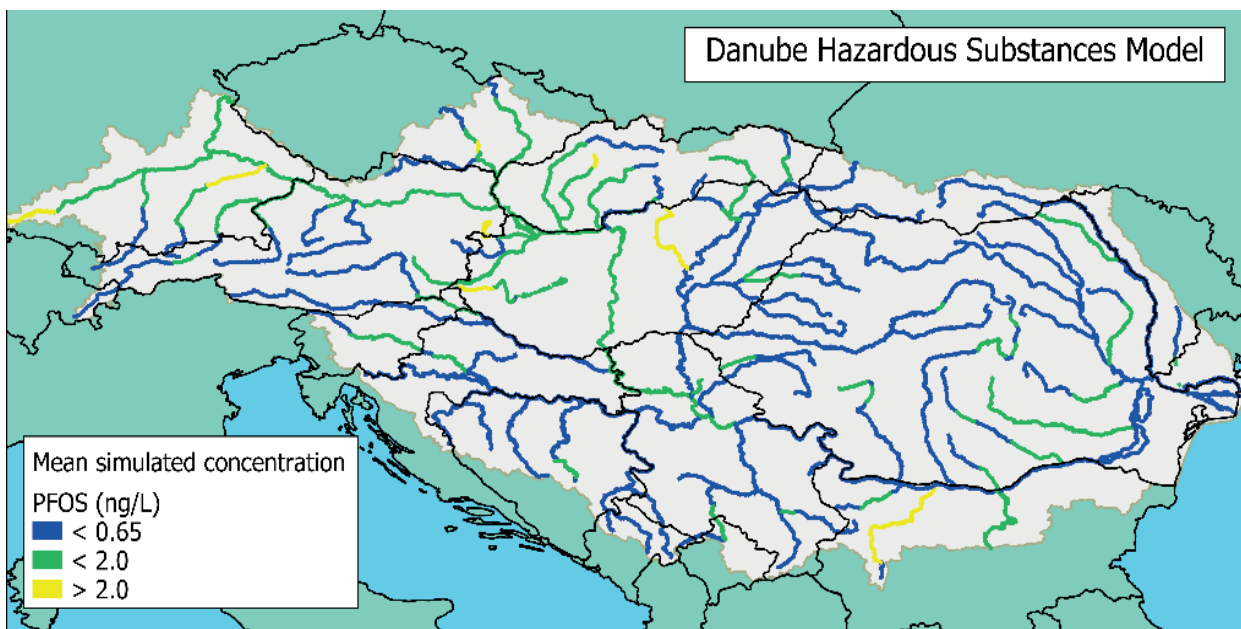 Danube Hazardous Substances Model
Mean simulated concentration
PFOS (ng/L)
< 0.65
< 2.0
> 2.0